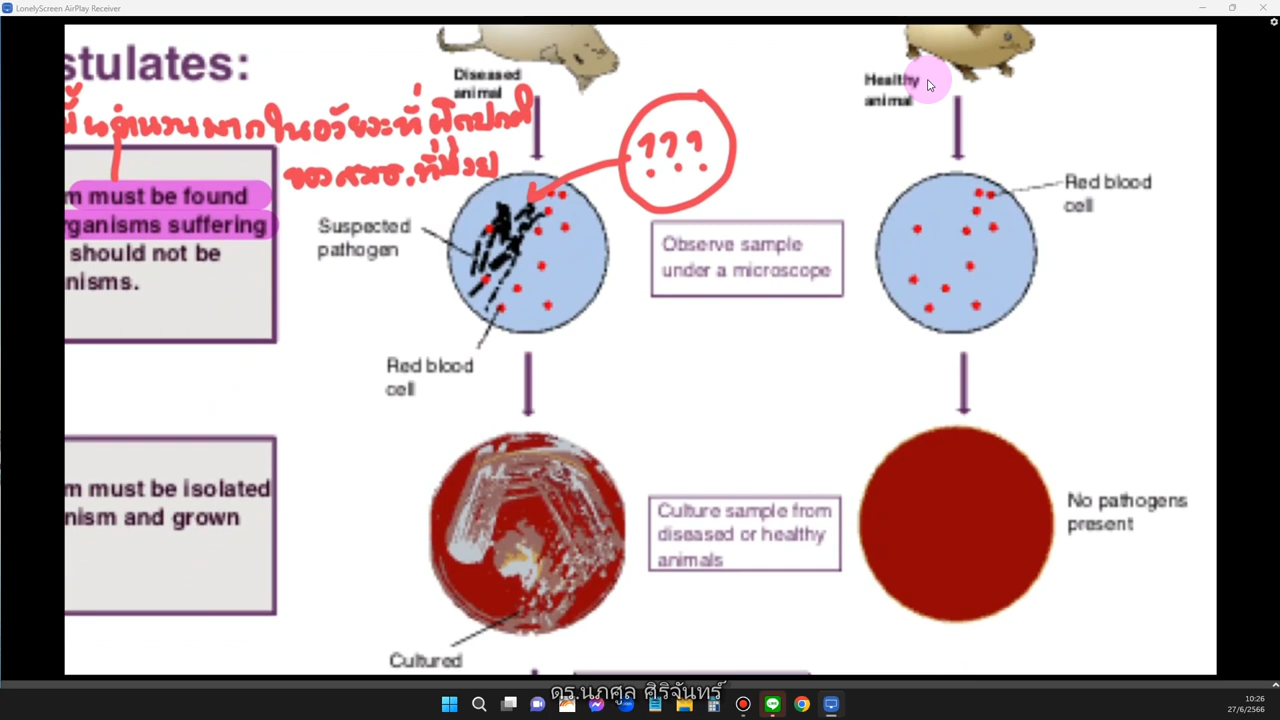 LonelyScreen AirPlay Receiver
stulates:
Diseased
animal
Healthy
animal
นี้ แต่จำนวนมากในอวัยวะที่ ผิดปกติ
ของ สมช. ที่ป่วย
???
m must be found
rganisms suffering
should not be
nisms.
Suspected
pathogen
Red blood
cell
Observe sample
under a microscope
Red blood
cell
m must be isolated
nism and grown
Culture sample from
diseased or healthy
animals
No pathogens
present
Cultured
ดร.นภศูล ศิริจันทร์
10:26
27/6/2566